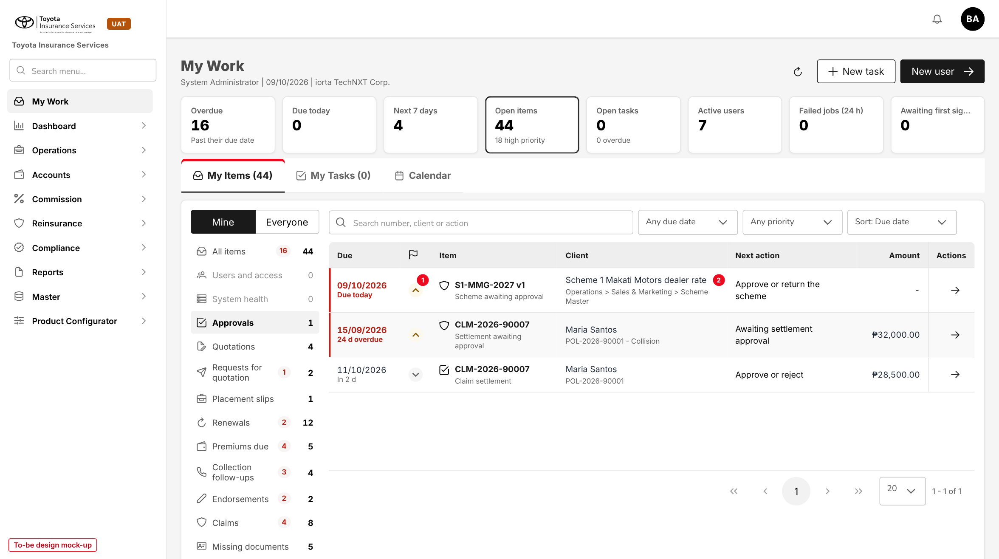 Toyota
Insurance Services
UAT
BA
Toyota Insurance Services
Search menu...
My Work
Dashboard
Operations
Accounts
Commission
Reinsurance
Compliance
Reports
Master
Product Configurator
To-be design mock-up
My Work
System Administrator | 09/10/2026 | iorta TechNXT Corp.
New task
New user
Overdue
16
Past their due date
Due today
0
Next 7 days
4
Open items
44
18 high priority
Open tasks
0
0 overdue
Active users
7
Failed jobs (24 h)
0
Awaiting first sig...
0
My Items (44)
My Tasks (0)
Calendar
Mine
Everyone
Search number, client or action
Any due date
Any priority
Sort: Due date
All items 16 44
Users and access 0
System health 0
Approvals 1
Quotations 4
Requests for
quotation 1 2
Placement slips 1
Renewals 2 12
Premiums due 4 5
Collection
follow-ups 3 4
Endorsements 2 2
Claims 4 8
Missing documents 5
Due Item Client Next action Amount Actions
09/10/2026
Due today
1
S1-MMG-2027 v1
Scheme awaiting approval
Scheme 1 Makati Motors dealer rate 2
Operations > Sales & Marketing > Scheme
Master
Approve or return the
scheme
-
15/09/2026
24 d overdue
CLM-2026-90007
Settlement awaiting
approval
Maria Santos
POL-2026-90001 - Collision
Awaiting settlement
approval
₱32,000.00
11/10/2026
In 2 d
CLM-2026-90007
Claim settlement
Maria Santos
POL-2026-90001
Approve or reject
₱28,500.00
1
20
1 - 1 of 1